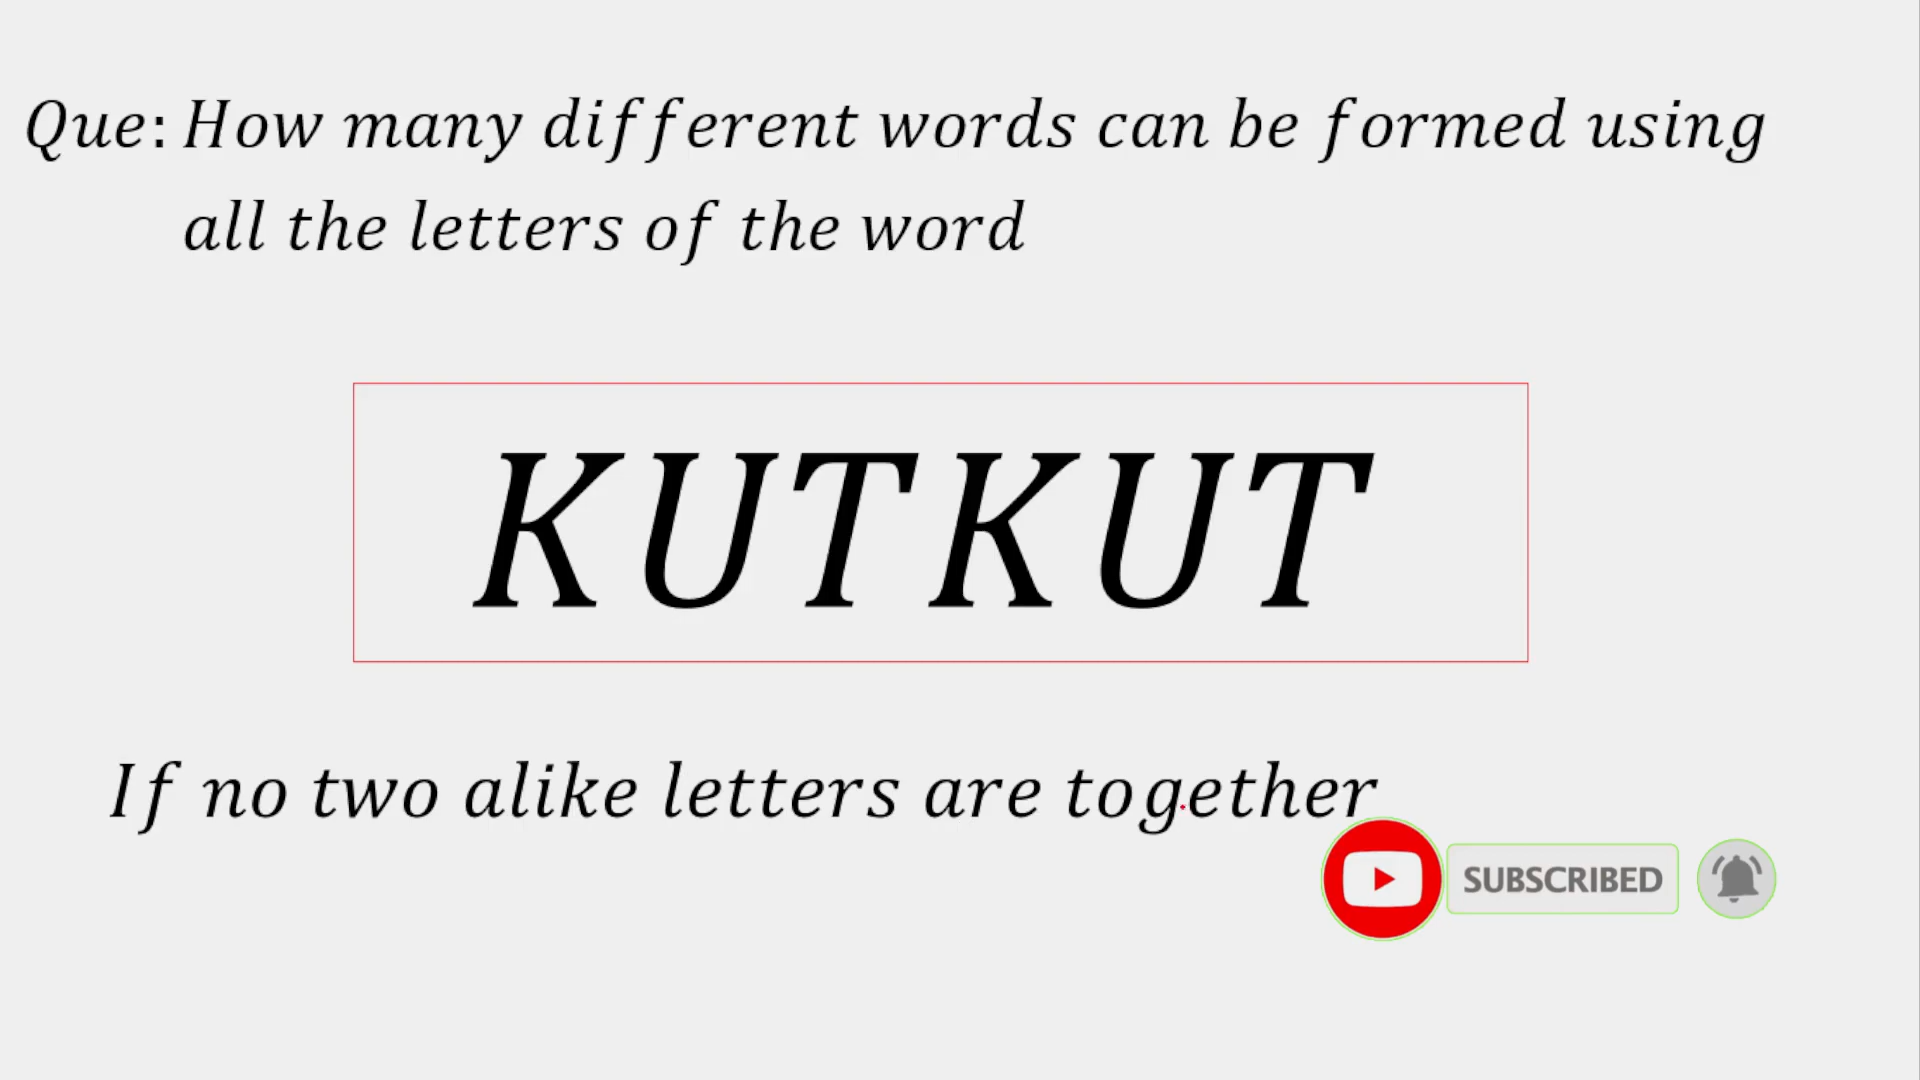 Que: How many different words can be formed using
all the letters of the word
KUTKUT
If no two alike letters are together
SUBSCRIBED